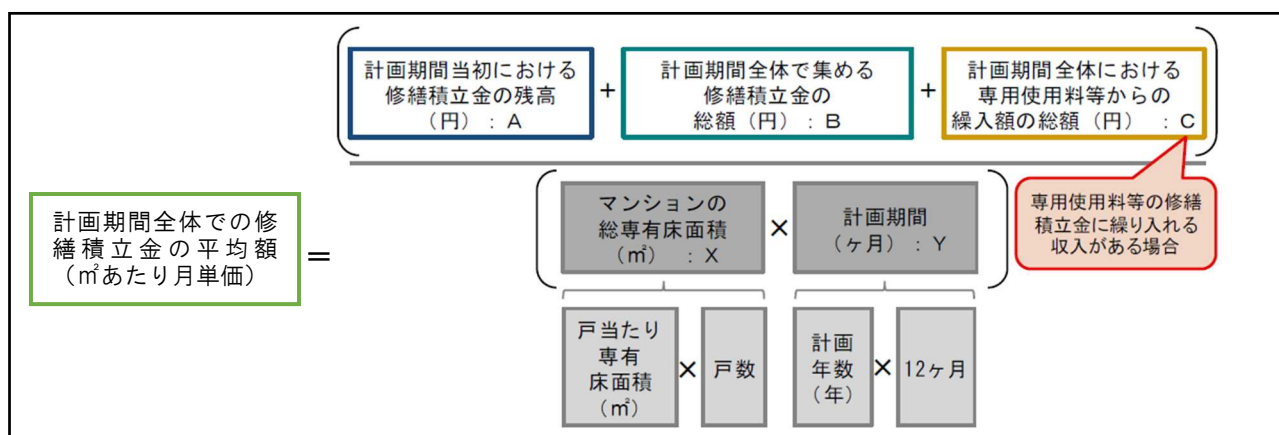 計画期間当初における
修繕積立金の残高
（円）：A
+
計画期間全体で集める
修繕積立金の
総額（円）：B
+
計画期間全体における
専用使用料等からの
繰入額の総額（円）：C
計画期間全体での修
繕積立金の平均額
（㎡あたり月単価）
=
マンションの
総専有床面積
（㎡）：X
×
計画期間
（ヶ月）：Y
専用使用料等の修繕
積立金に繰り入れる
収入がある場合
戸当たり
専有
床面積
（㎡）
×
戸数
計画
年数
（年）
×
12ヶ月